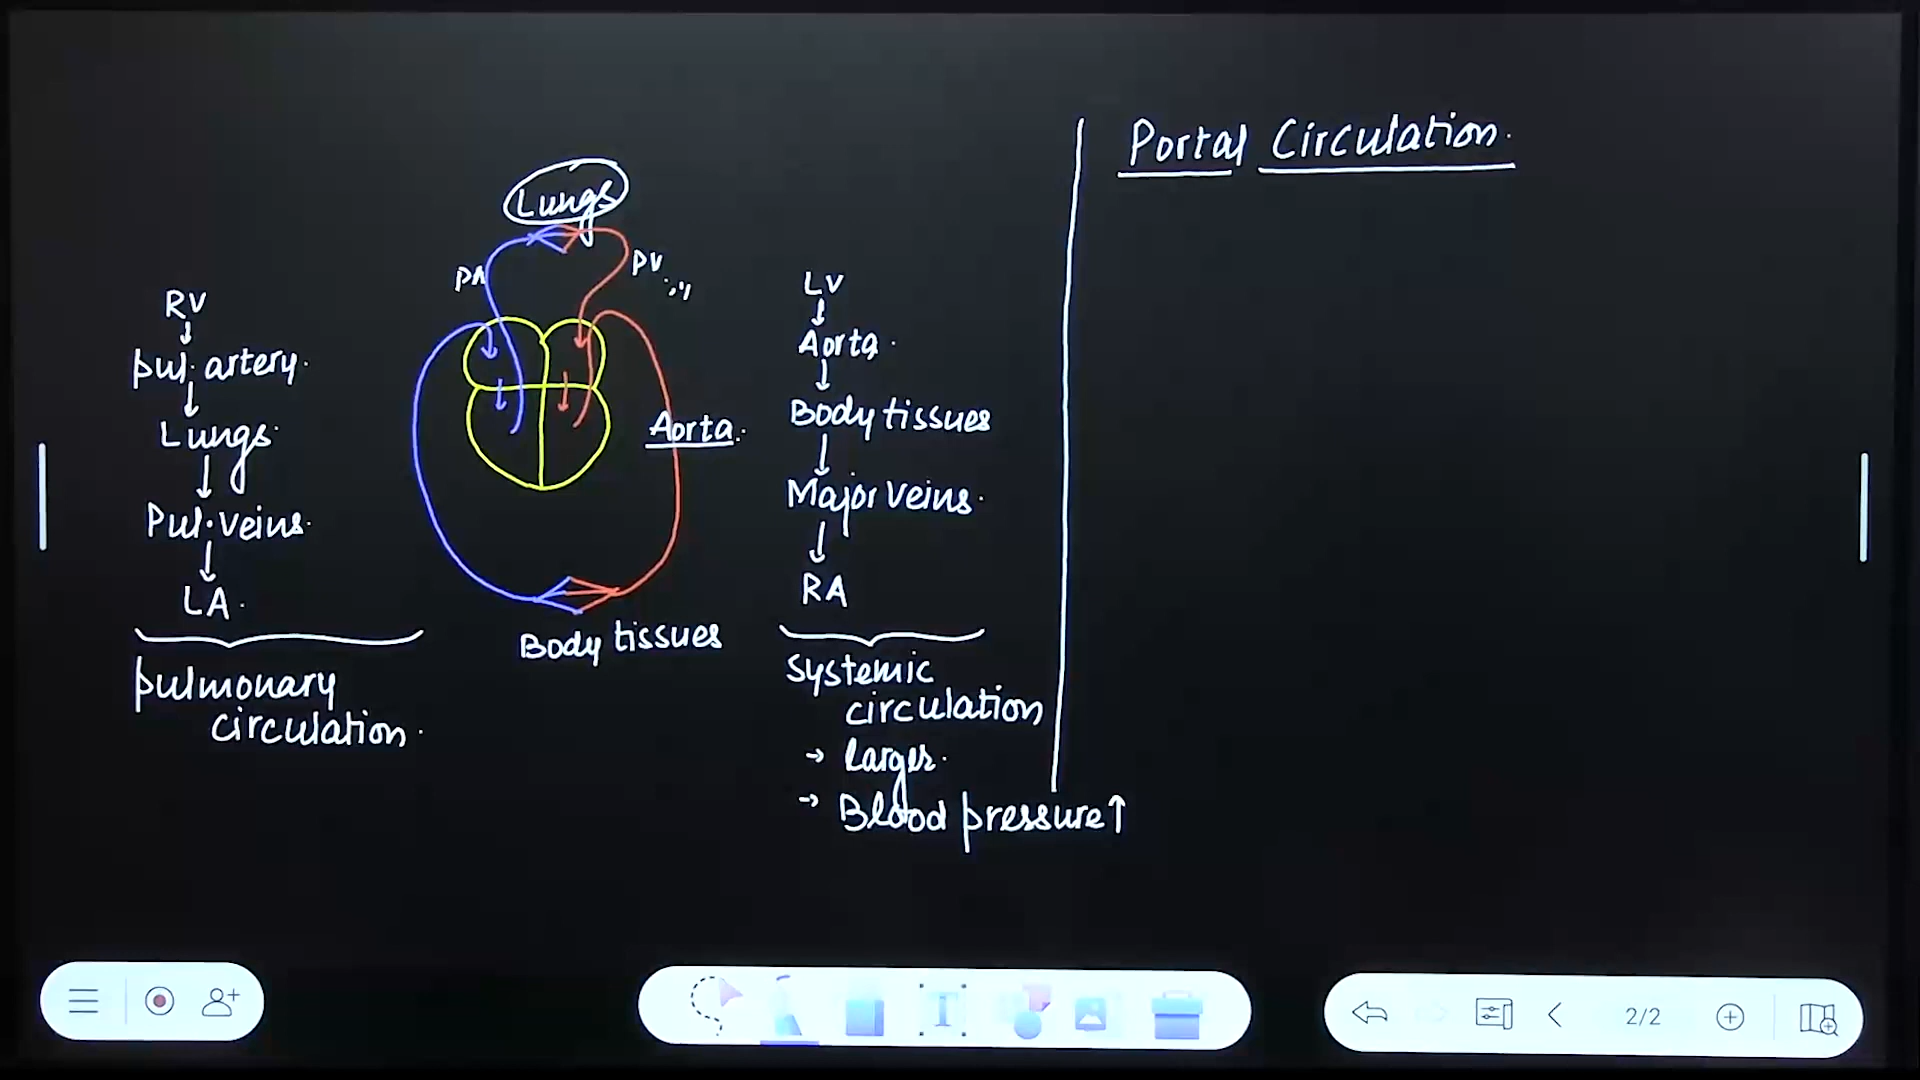 Portal Circulation.
Lungs
PA
PV
RV
Pul. artery.
Lungs
Pul. veins.
LA.
Pulmonary
circulation.
Aorta.
Body tissues
LV
Aorta.
Body tissues
Major veins.
RA
Systemic
circulation
→ larger.
→ Blood pressure↑
T
2/2